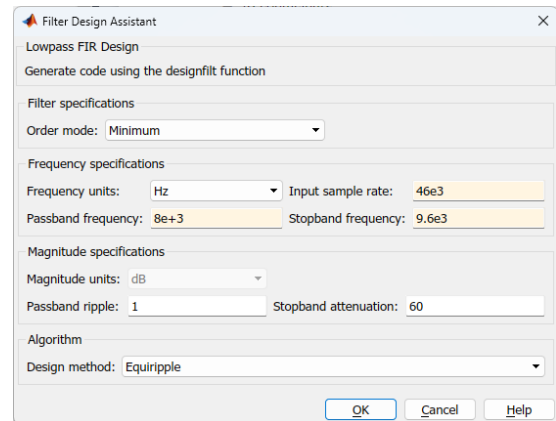 Filter Design Assistant
Lowpass FIR Design
Generate code using the designfilt function
Filter specifications
Order mode: Minimum
Frequency specifications
Frequency units: Hz Input sample rate: 46e3
Passband frequency: 8e+3 Stopband frequency: 9.6e3
Magnitude specifications
Magnitude units: dB
Passband ripple: 1 Stopband attenuation: 60
Algorithm
Design method: Equiripple
OK Cancel Help